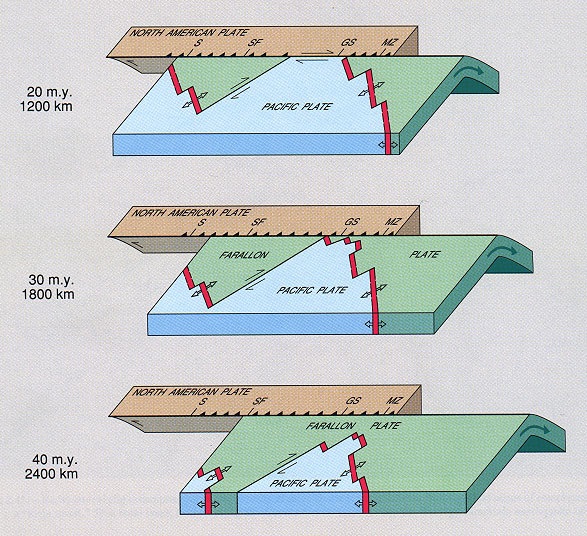 NORTH AMERICAN PLATE
S SF GS MZ
20 m.y.
1200 km
PACIFIC PLATE
NORTH AMERICAN PLATE
S SF GS MZ
FARALLON PLATE
30 m.y.
1800 km
PACIFIC PLATE
NORTH AMERICAN PLATE
S SF GS MZ
FARALLON PLATE
40 m.y.
2400 km
PACIFIC PLATE